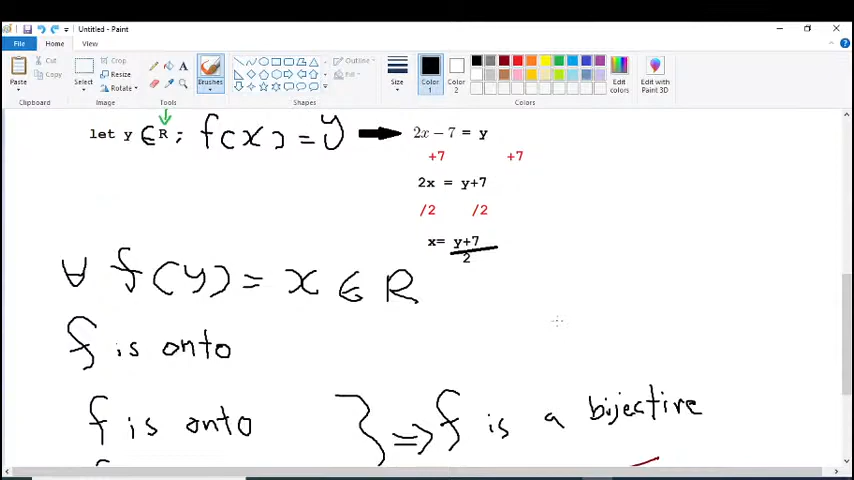 Untitled - Paint
File Home View
Paste
Cut
Copy
Clipboard
Select
Crop
Resize
Rotate
Image
Tools
Brushes
Outline
Fill
Shapes
Size
Color 1
Color 2
Colors
Edit colors
Edit with Paint 3D
let y ∈ R ; f(x) = y ➡ 2x − 7 = y
+7 +7
2x = y+7
/2 /2
x= y+7
2
∀ f(y) = x ∈ R
f is onto
f is onto } ⇒ f is a bijective